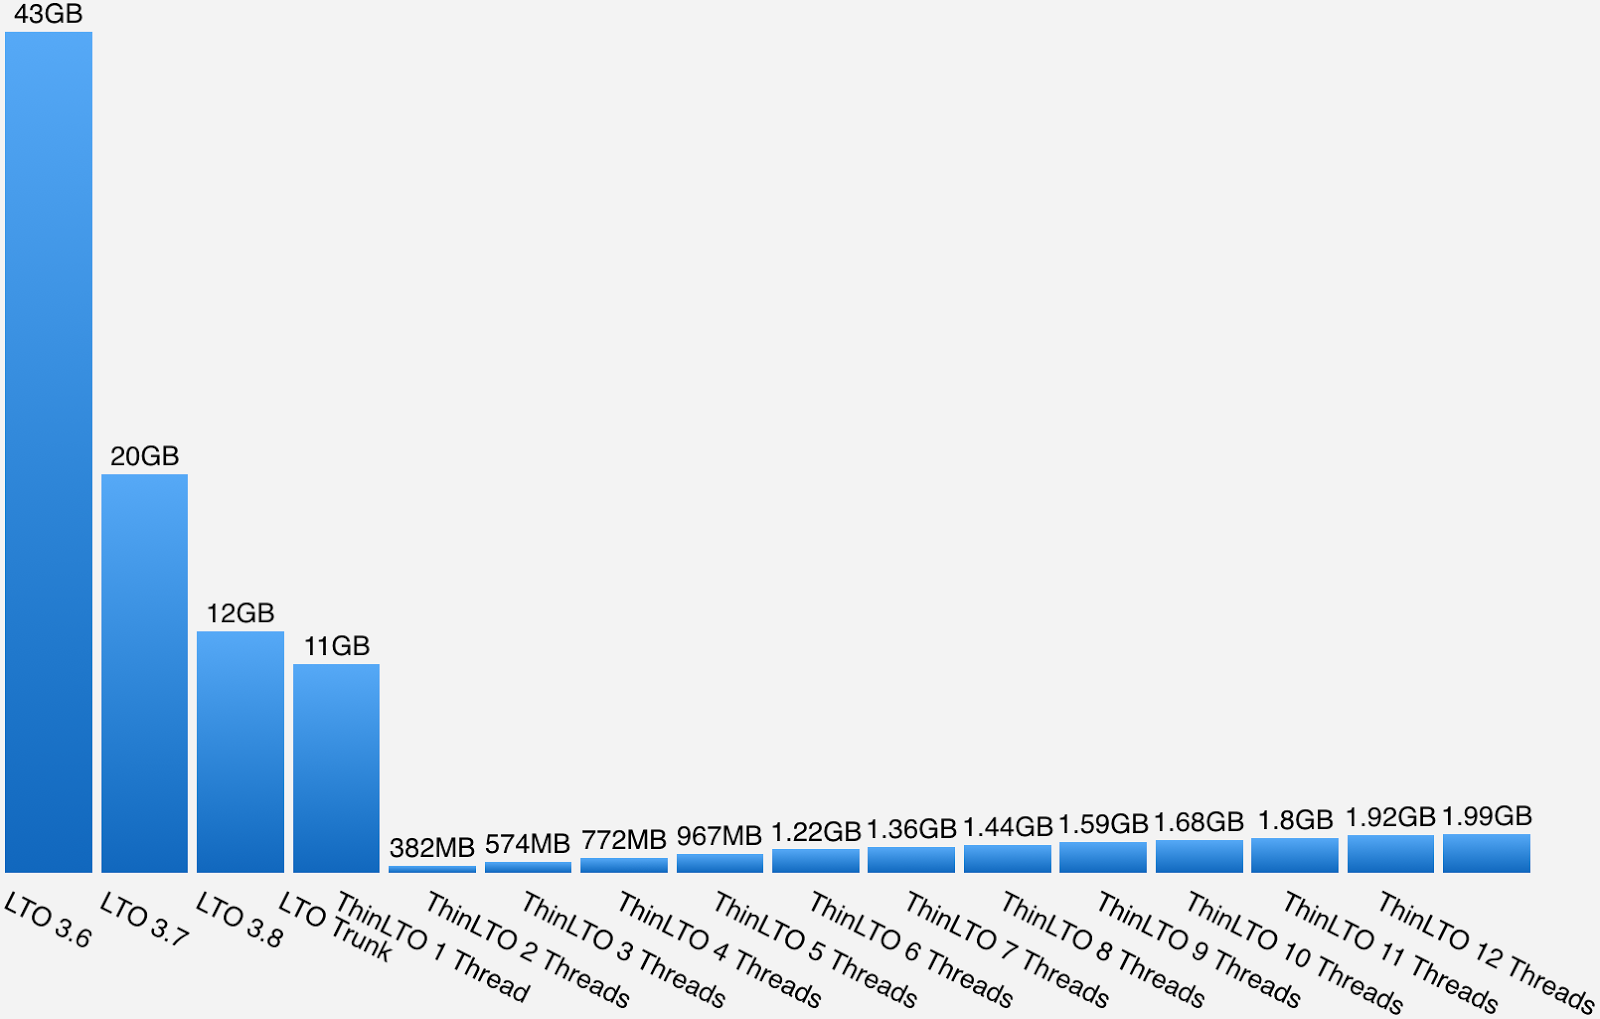 43GB
20GB
12GB
11GB
382MB
574MB
772MB
967MB
1.22GB
1.36GB
1.44GB
1.59GB
1.68GB
1.8GB
1.92GB
1.99GB
LTO 3.6
LTO 3.7
LTO 3.8
LTO Trunk
ThinLTO 1 Thread
ThinLTO 2 Threads
ThinLTO 3 Threads
ThinLTO 4 Threads
ThinLTO 5 Threads
ThinLTO 6 Threads
ThinLTO 7 Threads
ThinLTO 8 Threads
ThinLTO 9 Threads
ThinLTO 10 Threads
ThinLTO 11 Threads
ThinLTO 12 Threads